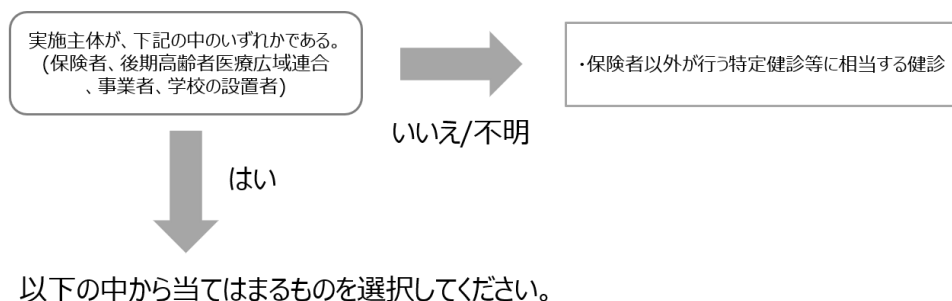 実施主体が、下記の中のいずれかである。
(保険者、後期高齢者医療広域連合
、事業者、学校の設置者)
・保険者以外が行う特定健診等に相当する健診
いいえ/不明
はい
以下の中から当てはまるものを選択してください。